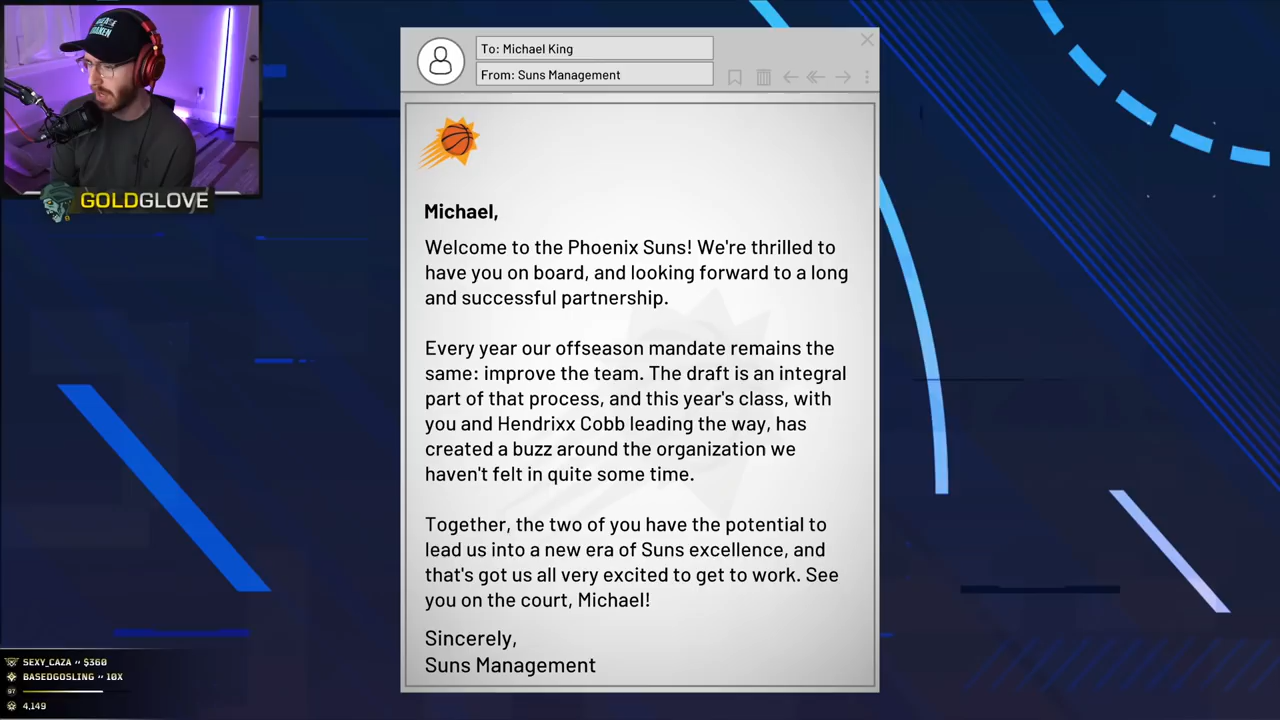 To: Michael King
From: Suns Management
GOLDGLOVE
Michael,
Welcome to the Phoenix Suns! We're thrilled to
have you on board, and looking forward to a long
and successful partnership.
Every year our offseason mandate remains the
same: improve the team. The draft is an integral
part of that process, and this year's class, with
you and Hendrixx Cobb leading the way, has
created a buzz around the organization we
haven't felt in quite some time.
Together, the two of you have the potential to
lead us into a new era of Suns excellence, and
that's got us all very excited to get to work. See
you on the court, Michael!
Sincerely,
Suns Management
SEXY_CAZA ~ $360
BASEDGOSLING ~ 10X
97
4,149